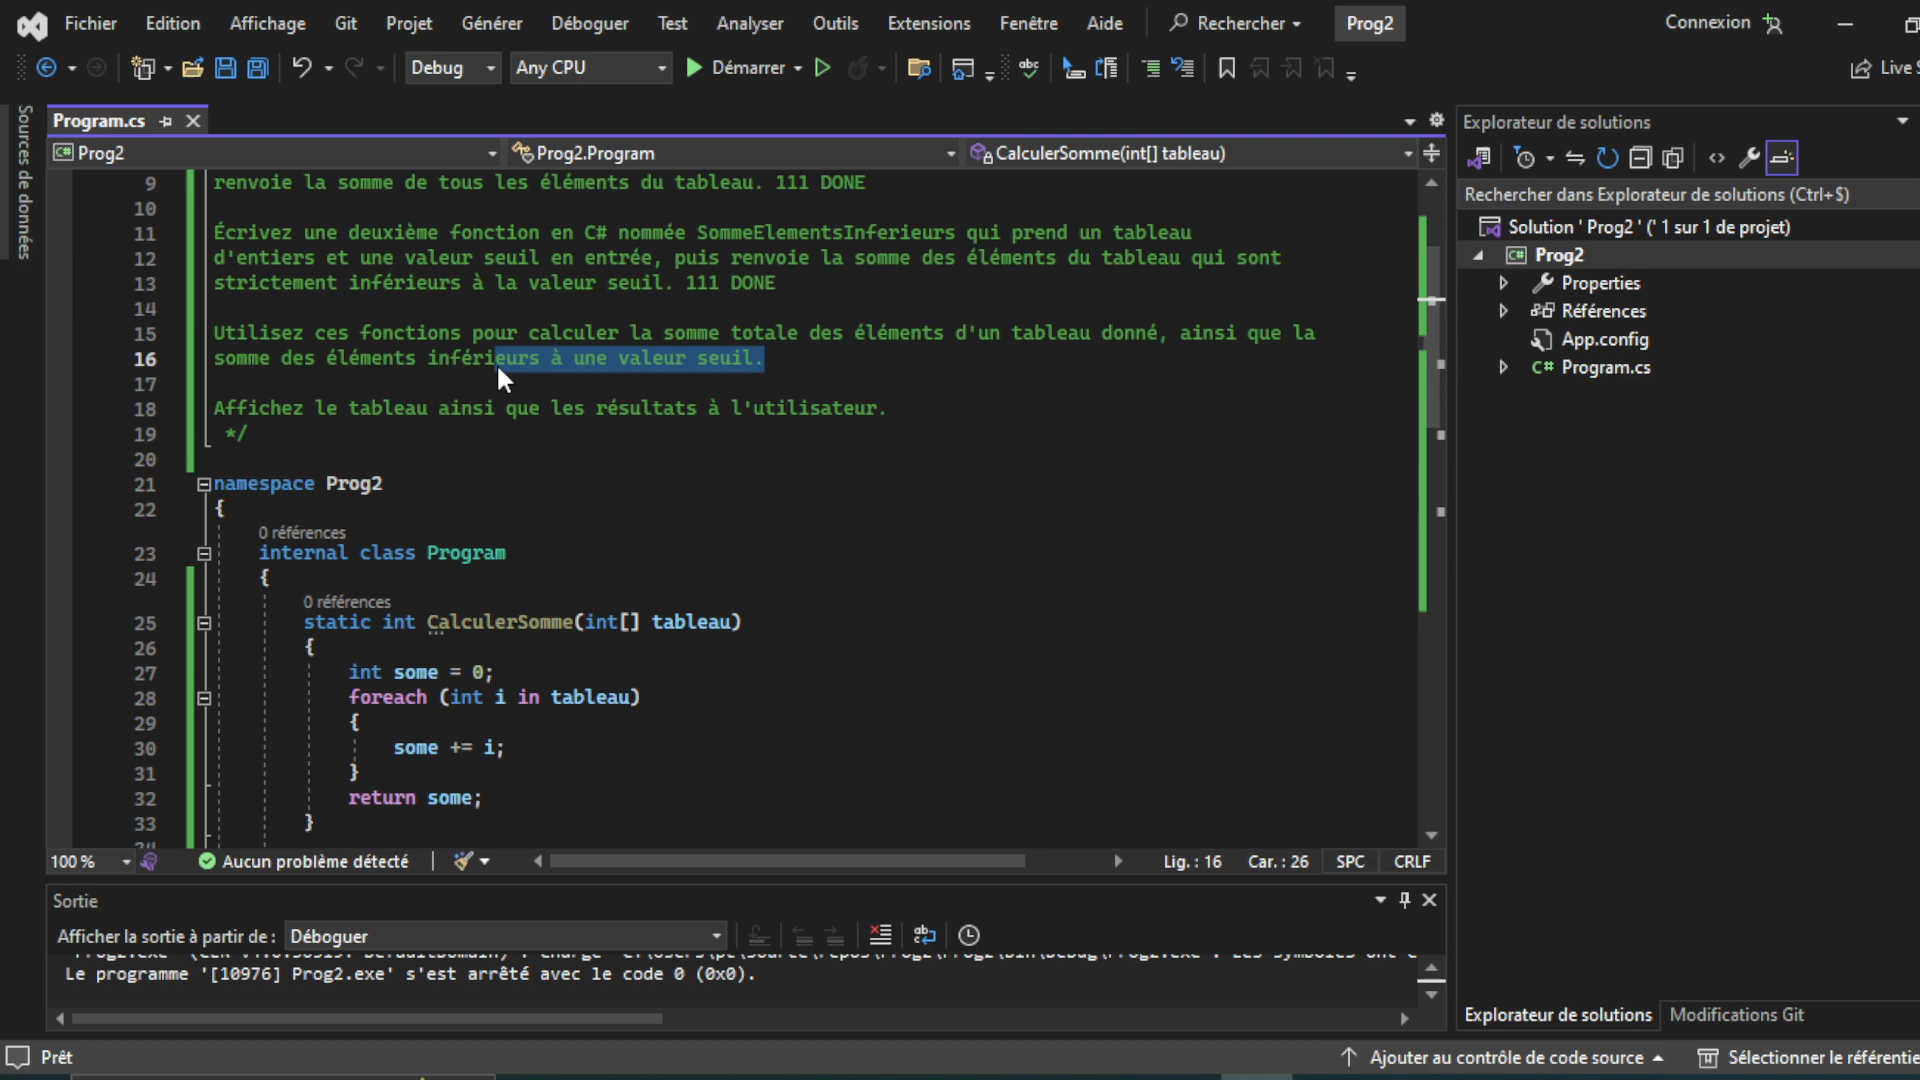 Fichier Edition Affichage Git Projet Générer Déboguer Test Analyser Outils Extensions Fenêtre Aide Rechercher Prog2 Connexion
Debug Any CPU Démarrer Live
Sources de données
Program.cs
Prog2 Prog2.Program CalculerSomme(int[] tableau)
9 renvoie la somme de tous les éléments du tableau. 111 DONE
10
11 Écrivez une deuxième fonction en C# nommée SommeElementsInferieurs qui prend un tableau
12 d'entiers et une valeur seuil en entrée, puis renvoie la somme des éléments du tableau qui sont
13 strictement inférieurs à la valeur seuil. 111 DONE
14
15 Utilisez ces fonctions pour calculer la somme totale des éléments d'un tableau donné, ainsi que la
16 somme des éléments inférieurs à une valeur seuil.
17
18 Affichez le tableau ainsi que les résultats à l'utilisateur.
19 */
20
21 namespace Prog2
22 {
0 références
23 internal class Program
24 {
0 références
25 static int CalculerSomme(int[] tableau)
26 {
27 int some = 0;
28 foreach (int i in tableau)
29 {
30 some += i;
31 }
32 return some;
33 }
100 % Aucun problème détecté Lig. : 16 Car. : 26 SPC CRLF
Sortie
Afficher la sortie à partir de : Déboguer
Le programme '[10976] Prog2.exe' s'est arrêté avec le code 0 (0x0).
Explorateur de solutions
Rechercher dans Explorateur de solutions (Ctrl+$)
Solution ' Prog2 ' (' 1 sur 1 de projet)
C# Prog2
Properties
Références
App.config
C# Program.cs
Explorateur de solutions Modifications Git
Prêt Ajouter au contrôle de code source Sélectionner le